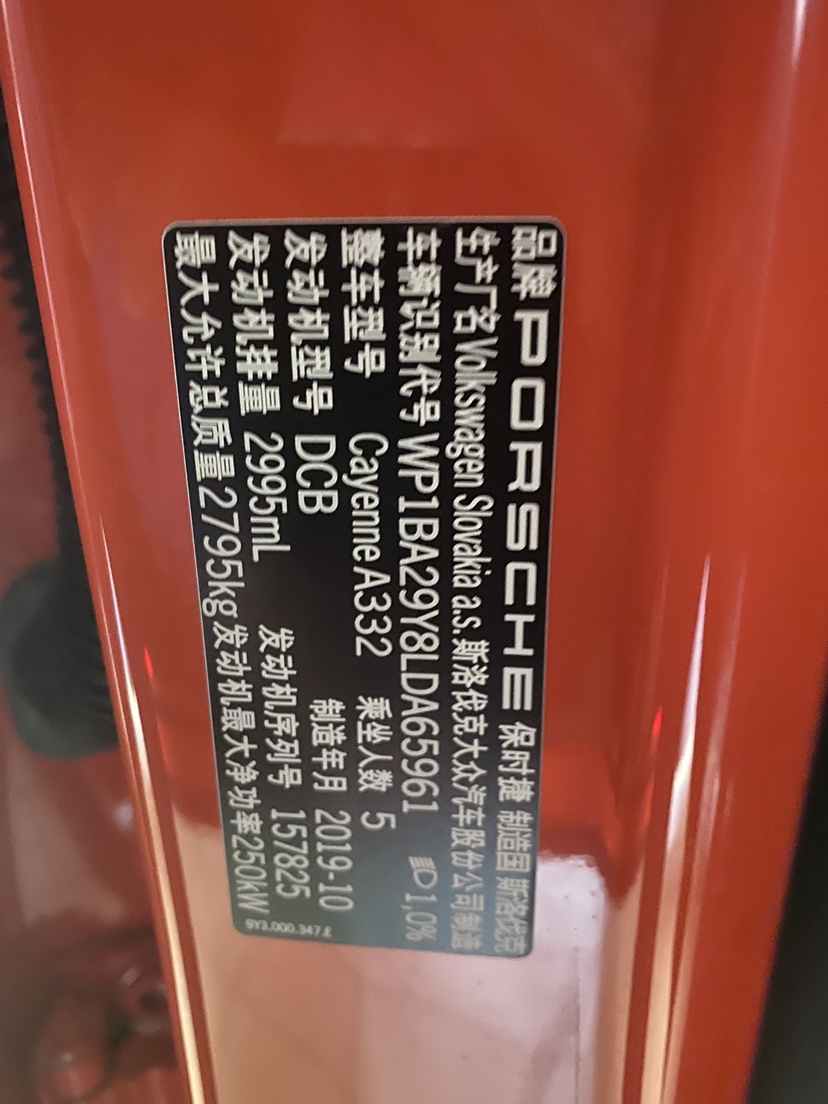 品牌 PORSCHE 保时捷 制造国 斯洛伐克
生产厂名 Volkswagen Slovakia a.s. 斯洛伐克大众汽车股份公司制造
车辆识别代号 WP1BA29Y8LDA65961 1,0%
整车型号 Cayenne A332 乘坐人数 5
发动机型号 DCB 制造年月 2019-10
发动机排量 2995mL 发动机序列号 157825
最大允许总质量 2795kg 发动机最大净功率 250kW
9Y3.000.347.E